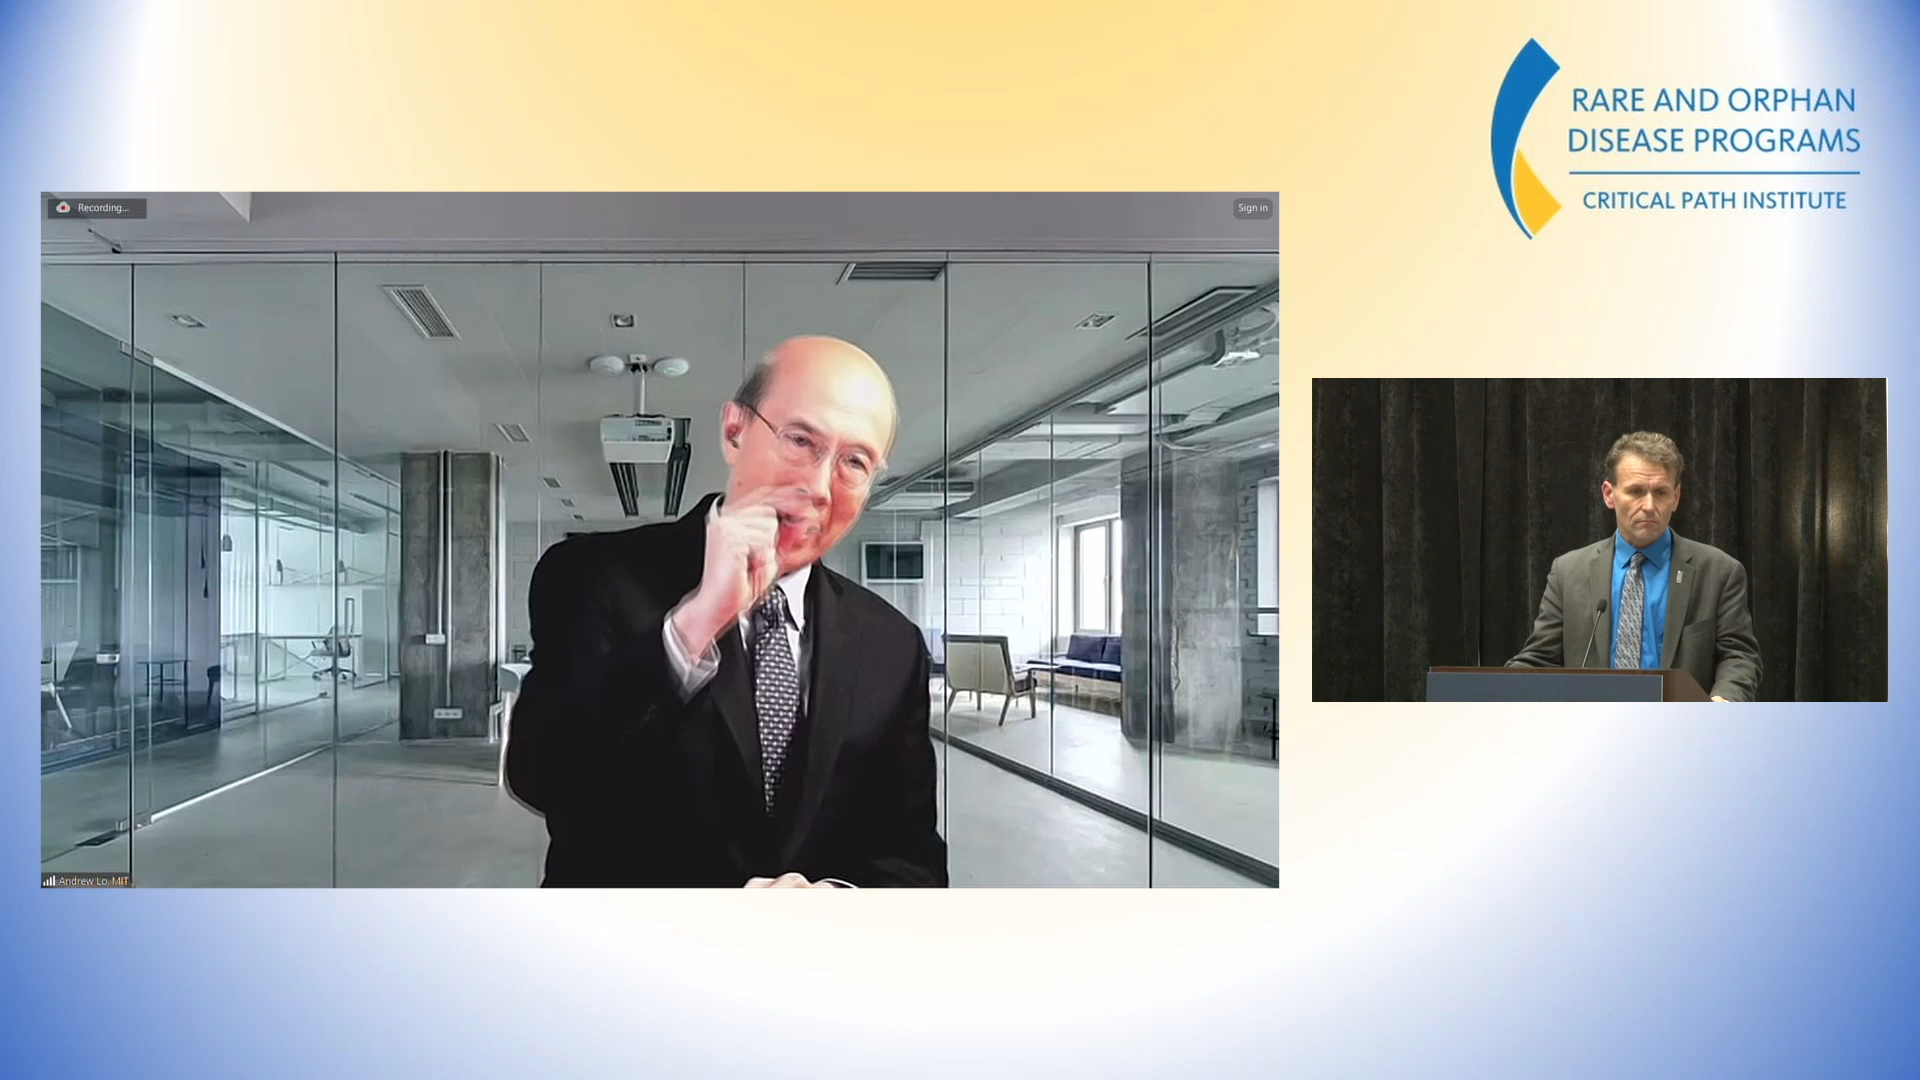 RARE AND ORPHAN
DISEASE PROGRAMS
CRITICAL PATH INSTITUTE
Recording...
Sign in
Andrew Lo, MIT